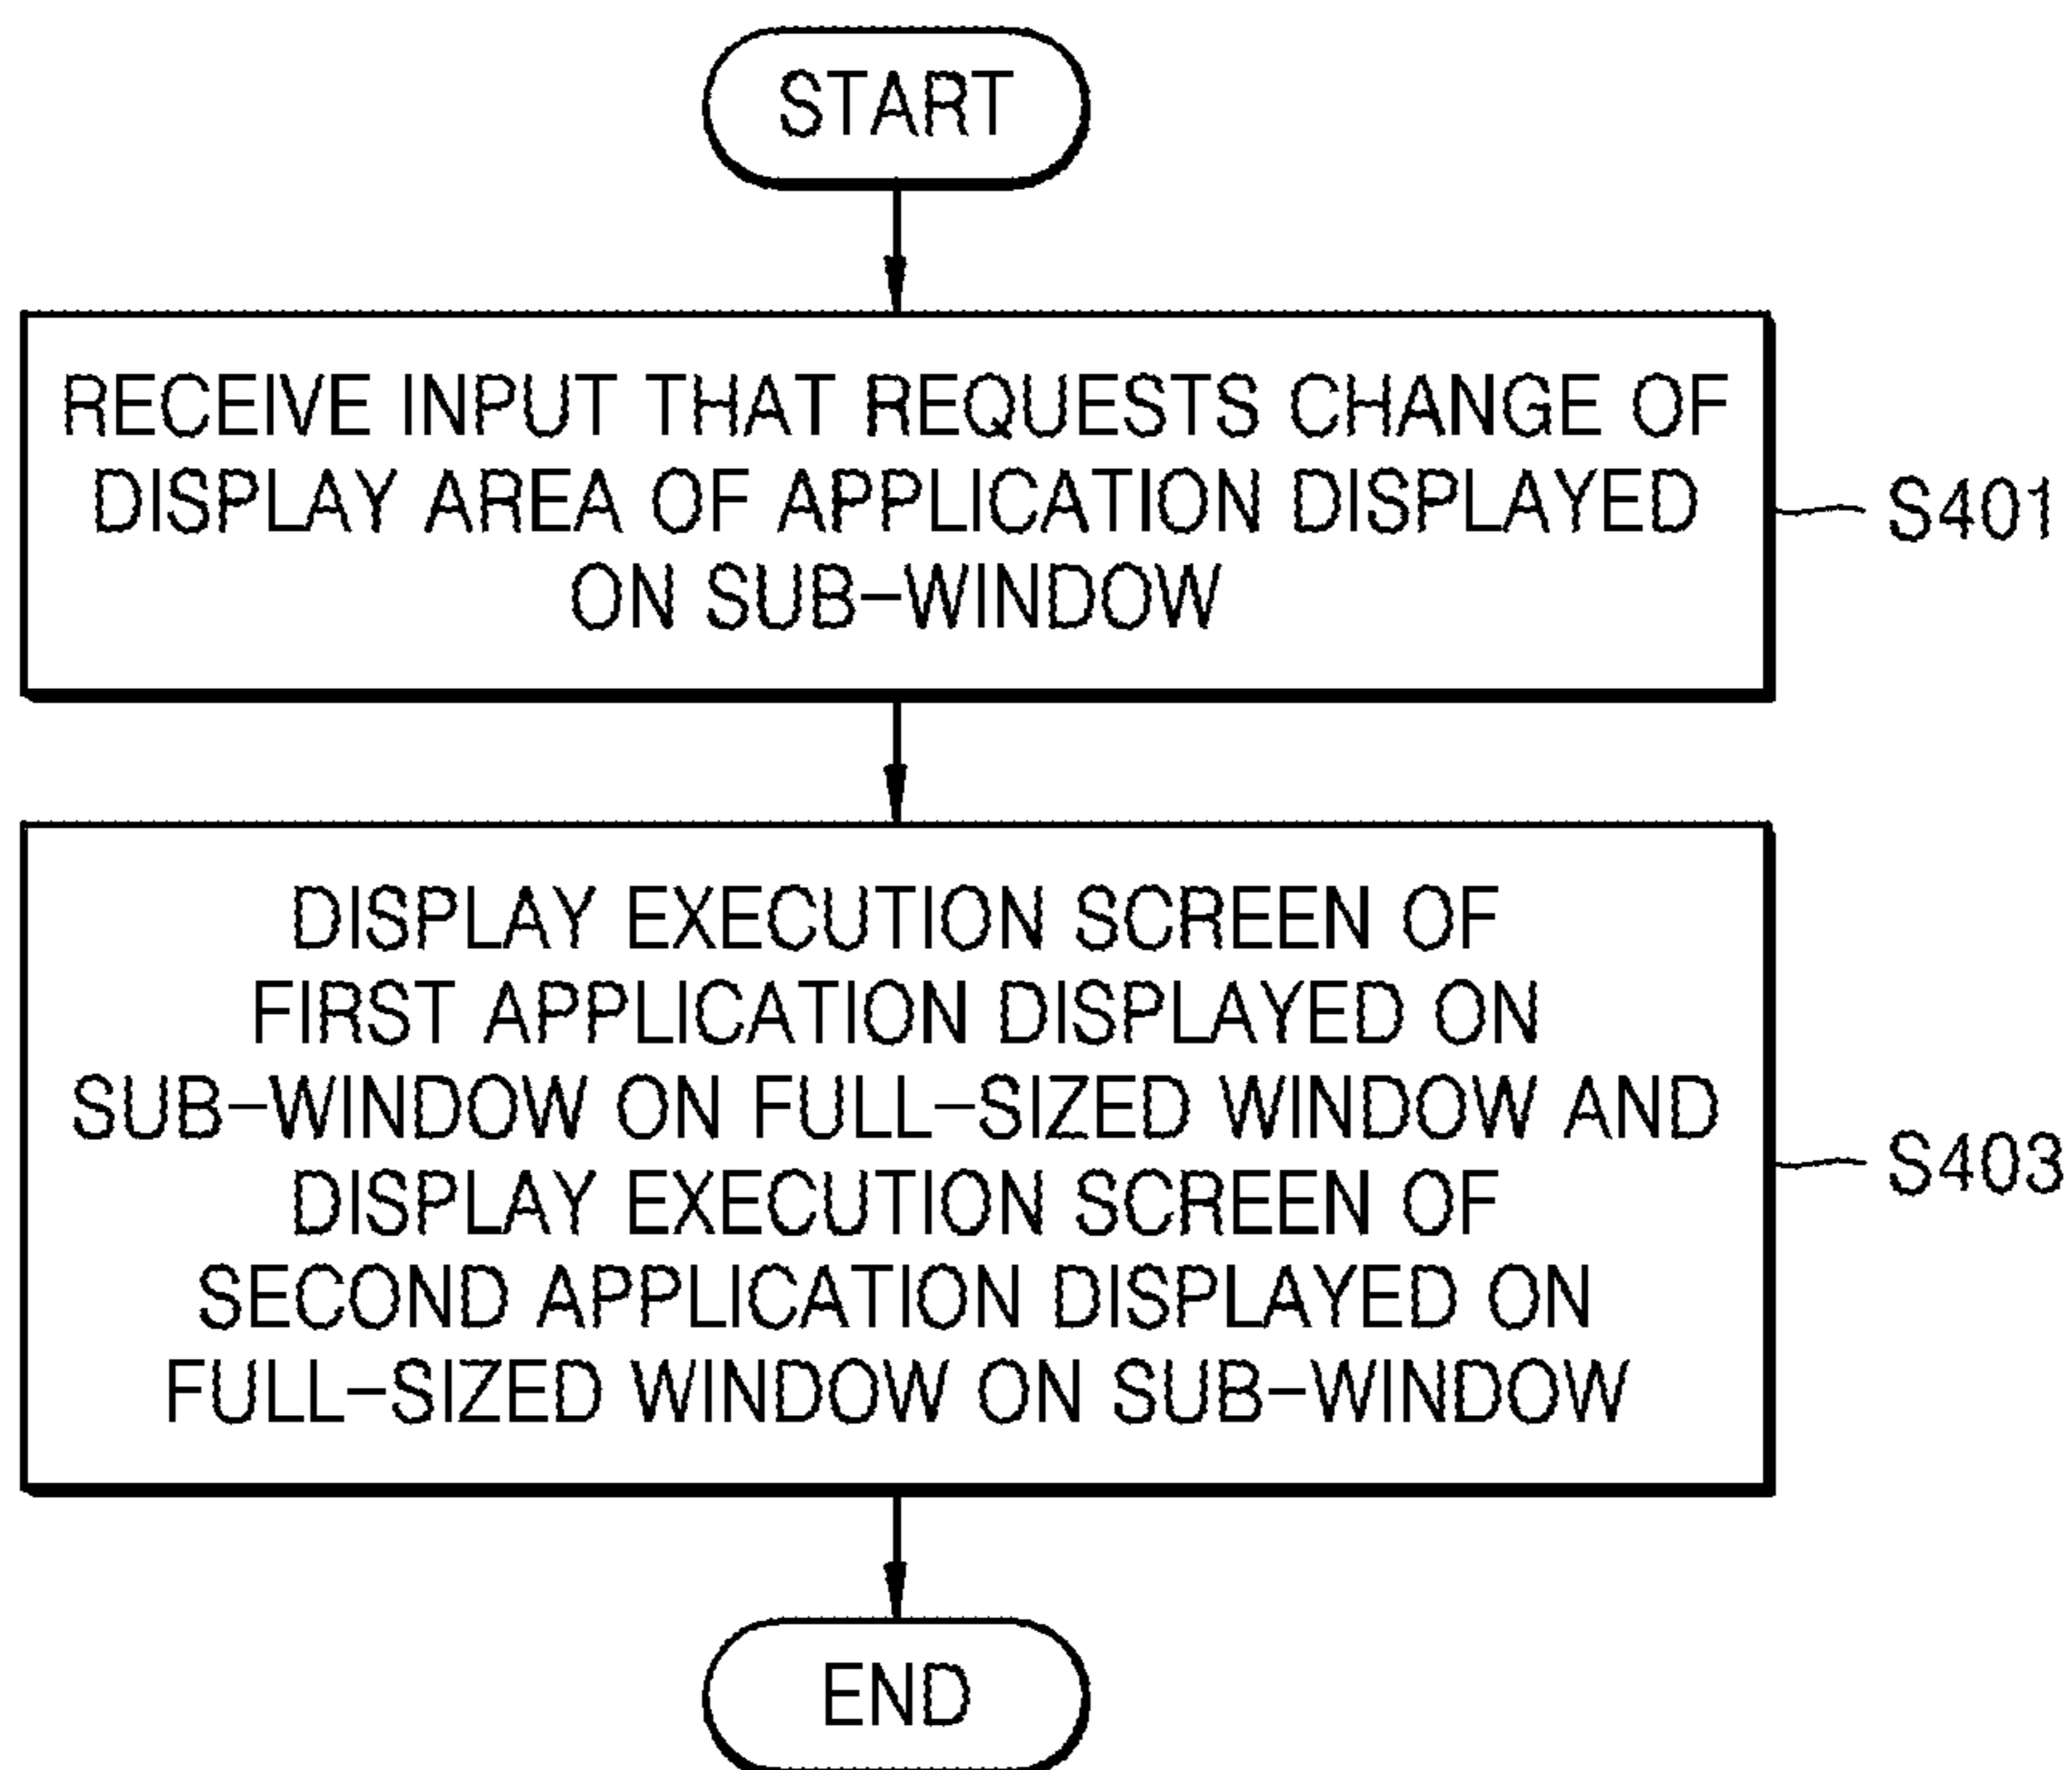 START
RECEIVE INPUT THAT REQUESTS CHANGE OF
DISPLAY AREA OF APPLICATION DISPLAYED
ON SUB-WINDOW
S401
DISPLAY EXECUTION SCREEN OF
FIRST APPLICATION DISPLAYED ON
SUB-WINDOW ON FULL-SIZED WINDOW AND
DISPLAY EXECUTION SCREEN OF
SECOND APPLICATION DISPLAYED ON
FULL-SIZED WINDOW ON SUB-WINDOW
S403
END